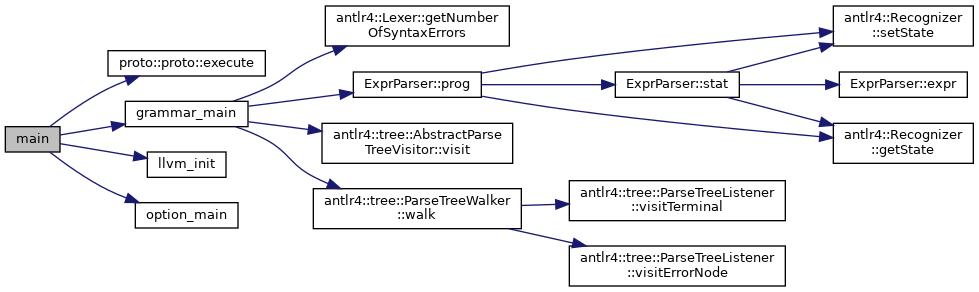 main
proto::proto::execute
grammar_main
llvm_init
option_main
antlr4::Lexer::getNumber
OfSyntaxErrors
ExprParser::prog
antlr4::tree::AbstractParse
TreeVisitor::visit
antlr4::tree::ParseTreeWalker
::walk
ExprParser::stat
antlr4::tree::ParseTreeListener
::visitTerminal
antlr4::tree::ParseTreeListener
::visitErrorNode
antlr4::Recognizer
::setState
ExprParser::expr
antlr4::Recognizer
::getState